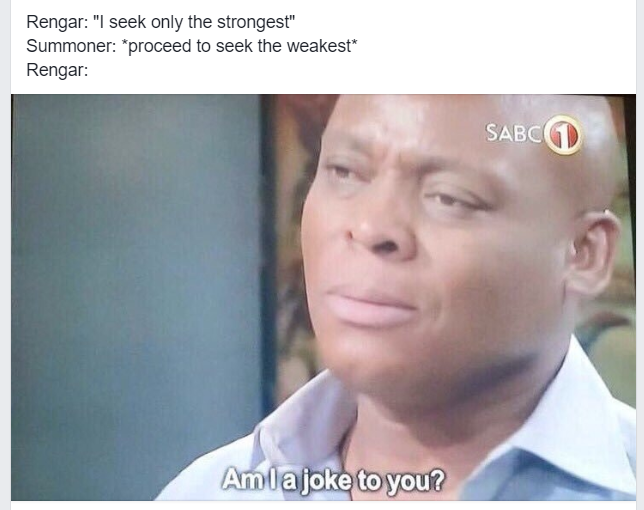 Rengar: "I seek only the strongest"
Summoner: *proceed to seek the weakest*
Rengar:
SABC 1
Am I a joke to you?